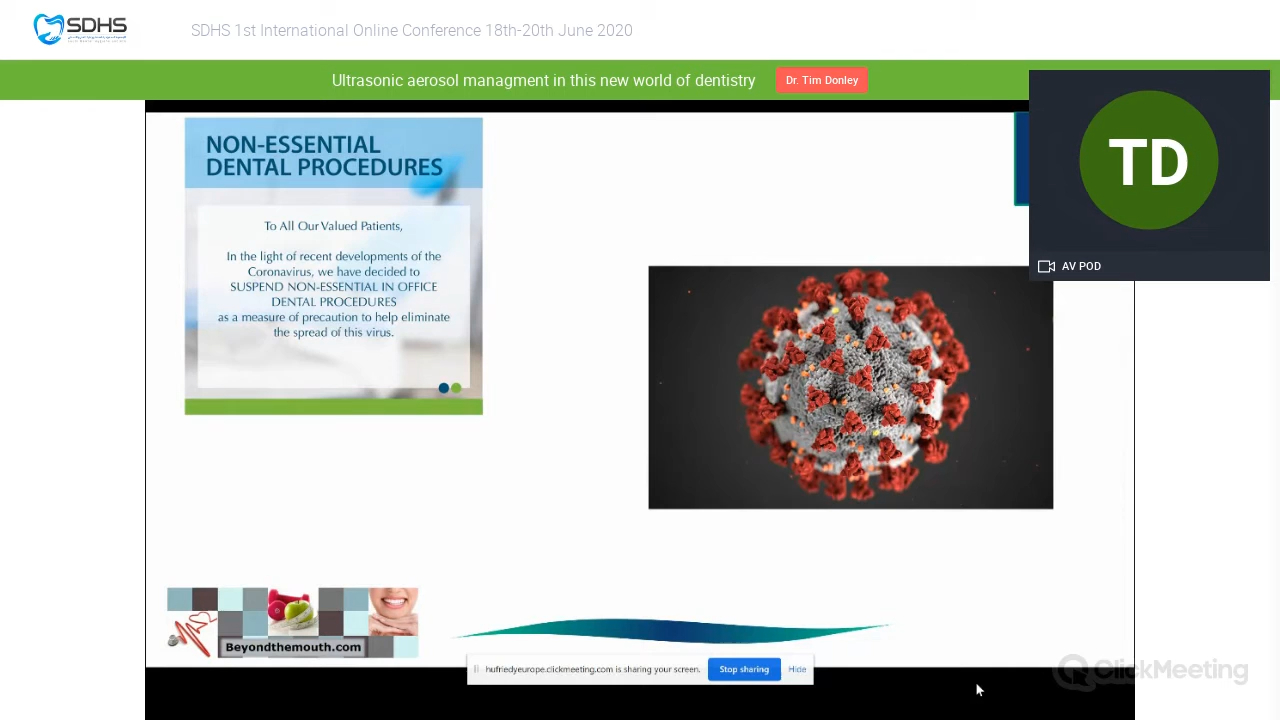 SDHS
SDHS 1st International Online Conference 18th-20th June 2020
Ultrasonic aerosol managment in this new world of dentistry
Dr. Tim Donley
TD
AV POD
NON-ESSENTIAL
DENTAL PROCEDURES
To All Our Valued Patients,
In the light of recent developments of the
Coronavirus, we have decided to
SUSPEND NON-ESSENTIAL IN OFFICE
DENTAL PROCEDURES
as a measure of precaution to help eliminate
the spread of this virus.
Beyondthemouth.com
hufriedyeurope.clickmeeting.com is sharing your screen.
Stop sharing
Hide
ClickMeeting